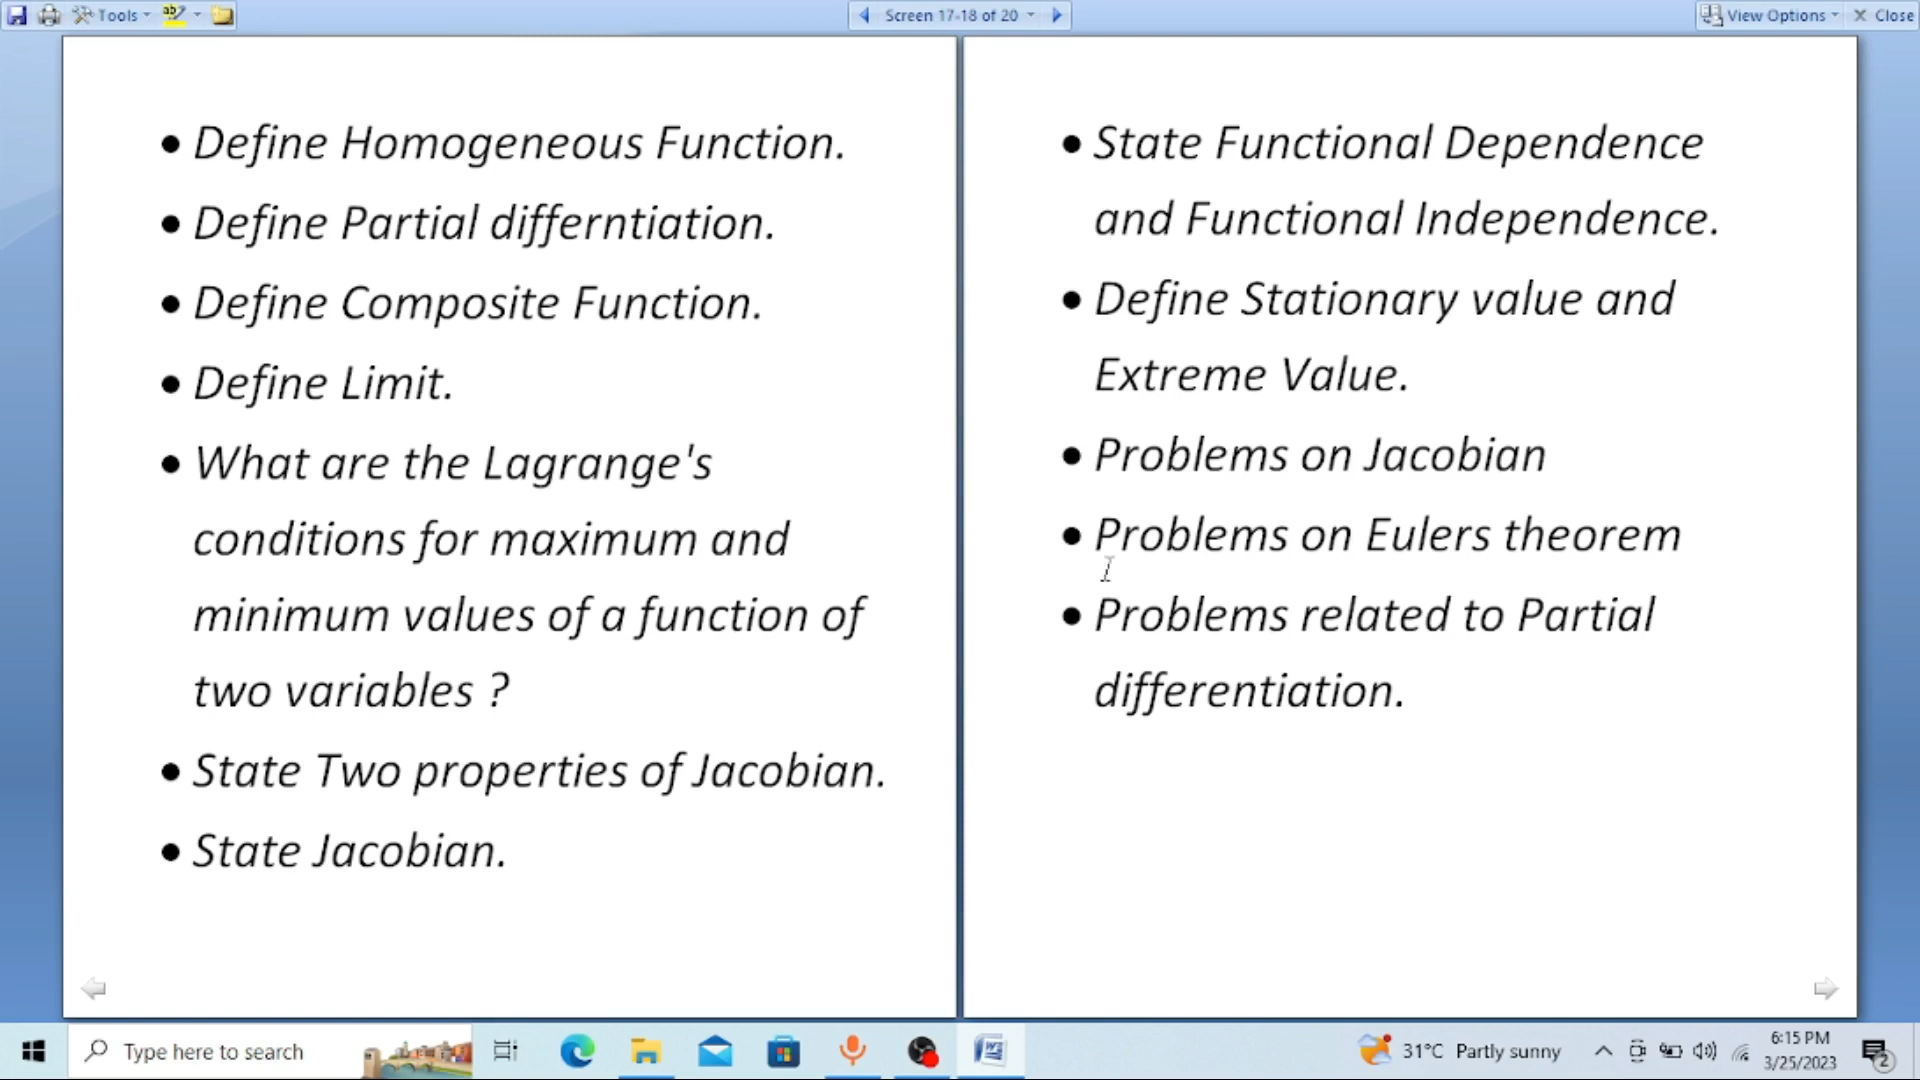 Tools
Screen 17-18 of 20
View Options
Close
• Define Homogeneous Function.
• Define Partial differntiation.
• Define Composite Function.
• Define Limit.
• What are the Lagrange's
conditions for maximum and
minimum values of a function of
two variables ?
• State Two properties of Jacobian.
• State Jacobian.
• State Functional Dependence
and Functional Independence.
• Define Stationary value and
Extreme Value.
• Problems on Jacobian
• Problems on Eulers theorem
• Problems related to Partial
differentiation.
Type here to search
31°C Partly sunny
6:15 PM
3/25/2023
2